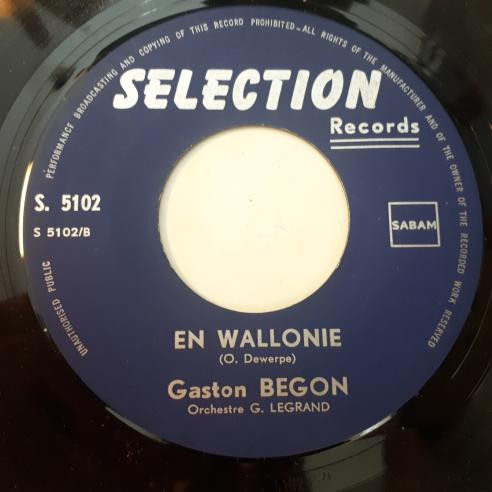 UNAUTHORISED PUBLIC PERFORMANCE BROADCASTING AND COPYING OF THIS RECORD PROHIBITED—ALL RIGHTS OF THE MANUFACTURER AND OF THE OWNER OF THE RECORDED WORK RESERVED
SELECTION
Records
S. 5102
S 5102/B
SABAM
EN WALLONIE
(O. Dewerpe)
Gaston BEGON
Orchestre G. LEGRAND